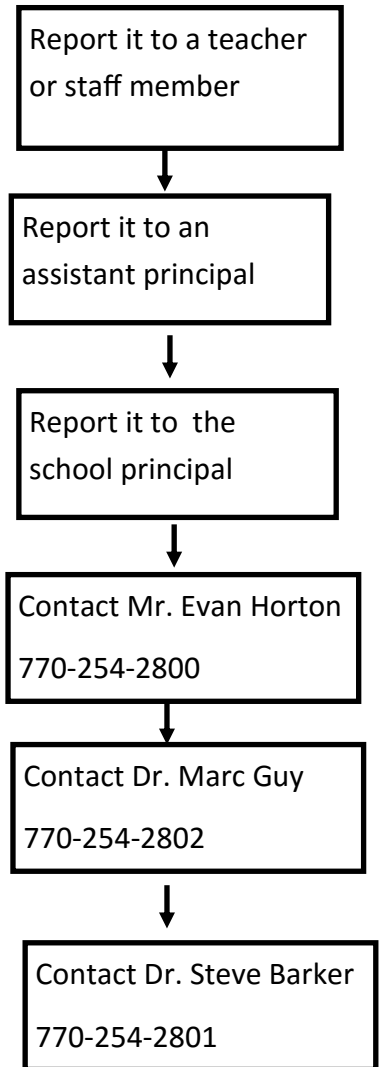 Report it to a teacher
or staff member
Report it to an
assistant principal
Report it to  the
school principal
Contact Mr. Evan Horton
770-254-2800
Contact Dr. Marc Guy
770-254-2802
Contact Dr. Steve Barker
770-254-2801